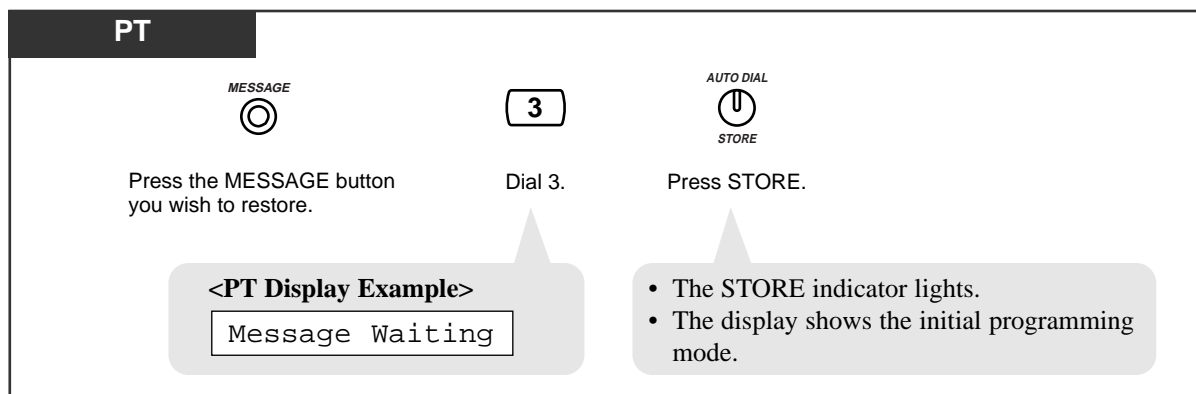 PT
MESSAGE
3
AUTO DIAL
STORE
Press the MESSAGE button
you wish to restore.
Dial 3.
Press STORE.
<PT Display Example>
Message Waiting
• The STORE indicator lights.
• The display shows the initial programming
mode.